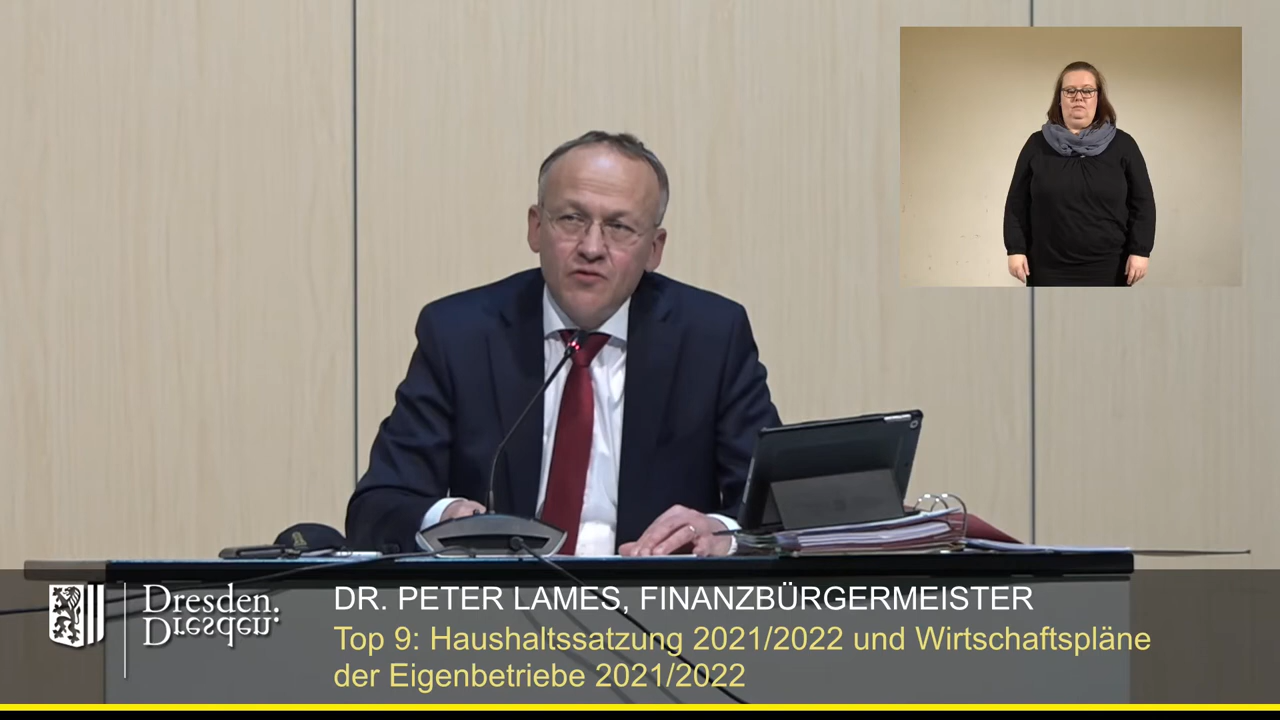 Dresden.
Dresden.
DR. PETER LAMES, FINANZBÜRGERMEISTER
Top 9: Haushaltssatzung 2021/2022 und Wirtschaftspläne
der Eigenbetriebe 2021/2022